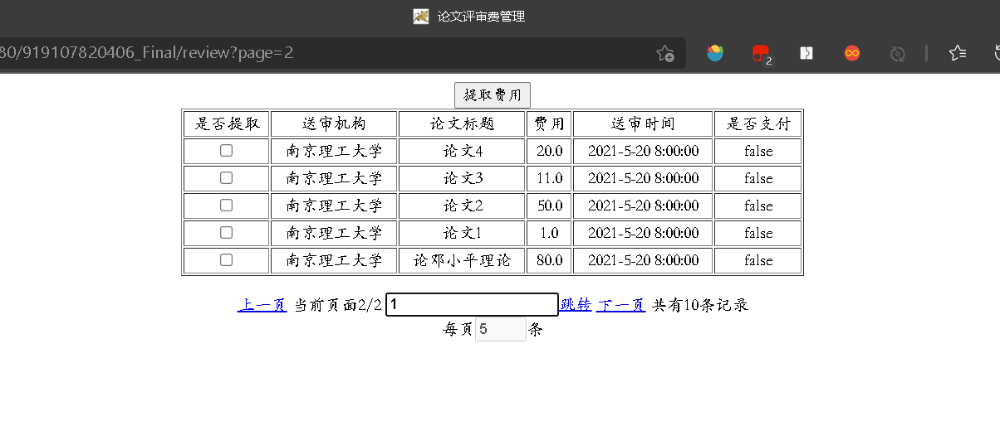 论文评审费管理
80/919107820406_Final/review?page=2
2
提取费用
是否提取 送审机构 论文标题 费用 送审时间 是否支付
南京理工大学 论文4 20.0 2021-5-20 8:00:00 false
南京理工大学 论文3 11.0 2021-5-20 8:00:00 false
南京理工大学 论文2 50.0 2021-5-20 8:00:00 false
南京理工大学 论文1 1.0 2021-5-20 8:00:00 false
南京理工大学 论邓小平理论 80.0 2021-5-20 8:00:00 false
上一页 当前页面2/2 1 跳转 下一页 共有10条记录
每页 5 条